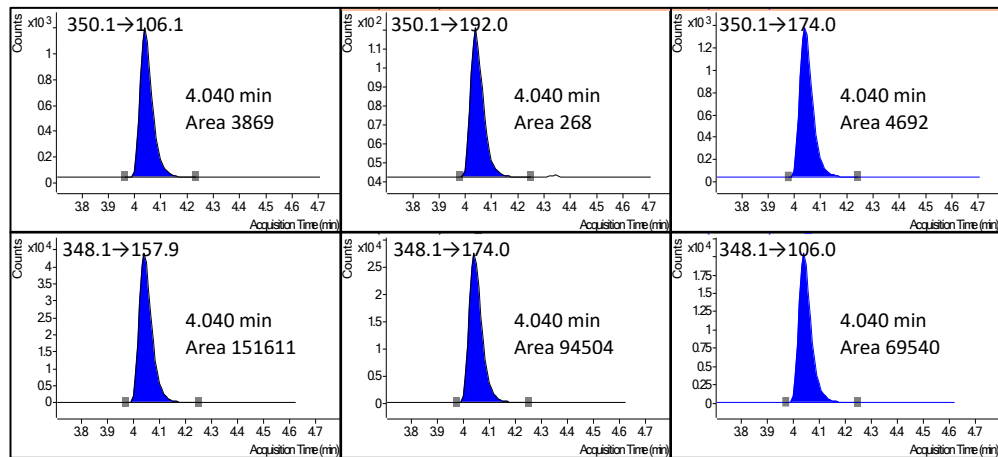 350.1→106.1
Counts
x10³
1
0.8
0.6
0.4
0.2
0
4.040 min
Area 3869
3.8 3.9 4 4.1 4.2 4.3 4.4 4.5 4.6 4.7
Acquisition Time (min)
350.1→192.0
Counts
x10²
1.2
1.1
1
0.9
0.8
0.7
0.6
0.5
0.4
4.040 min
Area 268
3.8 3.9 4 4.1 4.2 4.3 4.4 4.5 4.6 4.7
Acquisition Time (min)
350.1→174.0
Counts
x10³
1.2
1
0.8
0.6
0.4
0.2
0
4.040 min
Area 4692
3.8 3.9 4 4.1 4.2 4.3 4.4 4.5 4.6 4.7
Acquisition Time (min)
348.1→157.9
Counts
x10⁴
4
3.5
3
2.5
2
1.5
1
0.5
0
4.040 min
Area 151611
3.8 3.9 4 4.1 4.2 4.3 4.4 4.5 4.6 4.7
Acquisition Time (min)
348.1→174.0
Counts
x10⁴
2.5
2
1.5
1
0.5
0
4.040 min
Area 94504
3.8 3.9 4 4.1 4.2 4.3 4.4 4.5 4.6 4.7
Acquisition Time (min)
348.1→106.0
Counts
x10⁴
1.75
1.5
1.25
1
0.75
0.5
0.25
0
4.040 min
Area 69540
3.8 3.9 4 4.1 4.2 4.3 4.4 4.5 4.6 4.7
Acquisition Time (min)